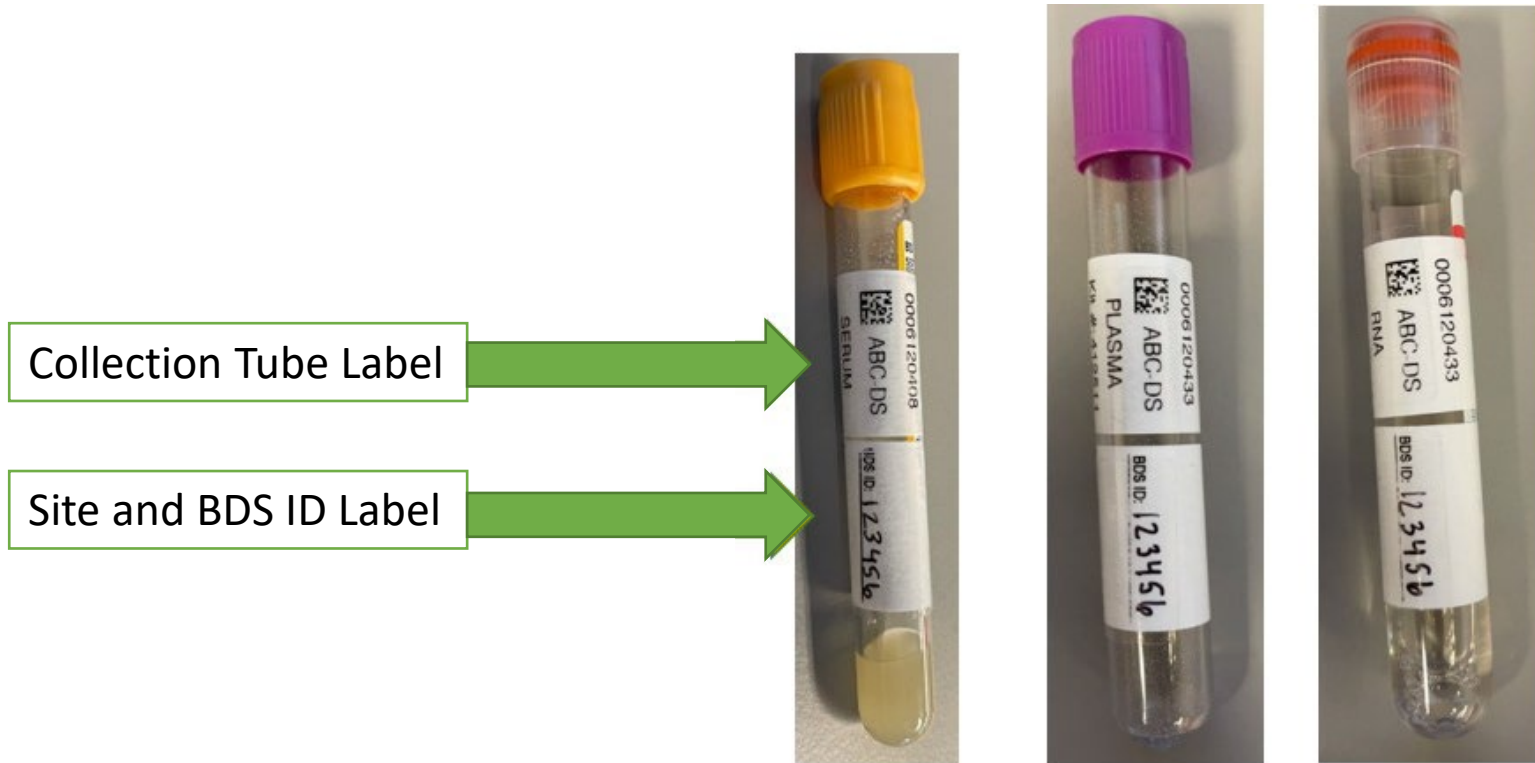 Collection Tube Label
Site and BDS ID Label
0006120408
ABC-DS
SERUM
BDS ID: 123456
0006120433
ABC-DS
PLASMA
BDS ID: 123456
0006120433
ABC-DS
RNA
BDS ID: 123456